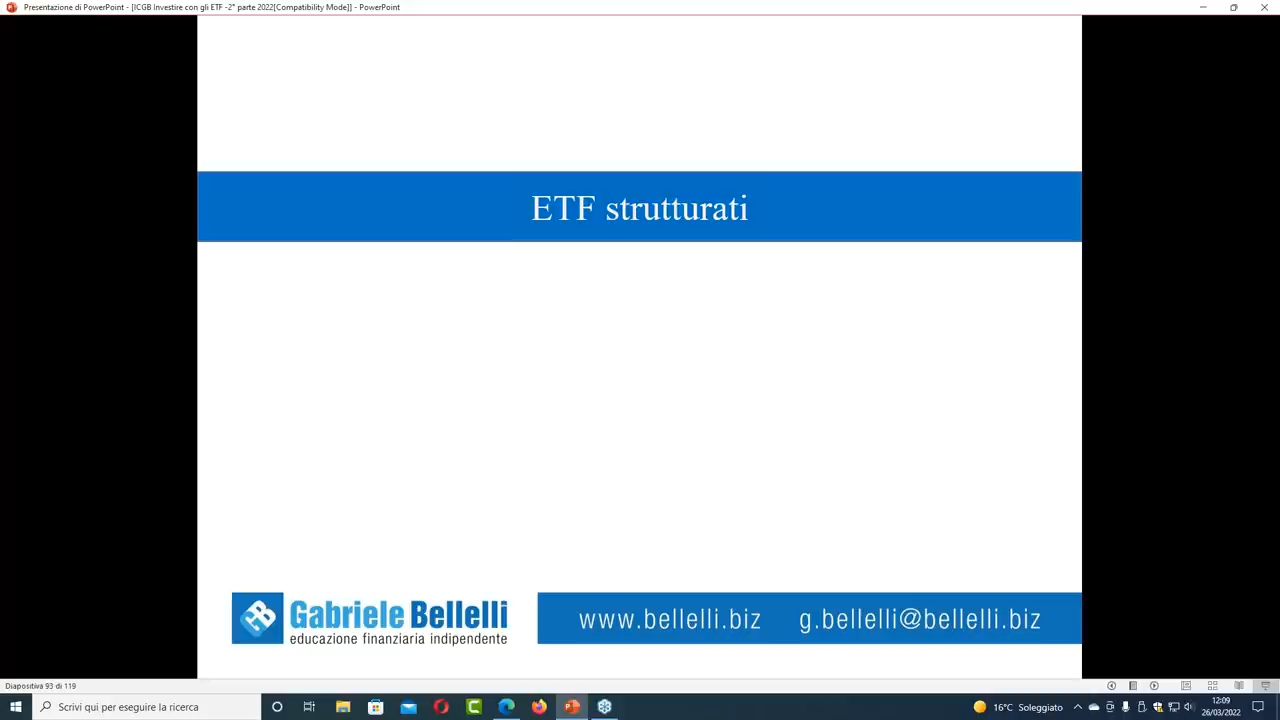 Presentazione di PowerPoint - [ICGB Investire con gli ETF -2° parte 2022[Compatibility Mode]] - PowerPoint
ETF strutturati
Gabriele Bellelli
educazione finanziaria indipendente
www.bellelli.biz g.bellelli@bellelli.biz
Diapositiva 93 di 119
Scrivi qui per eseguire la ricerca
16°C Soleggiato
12:09
26/03/2022